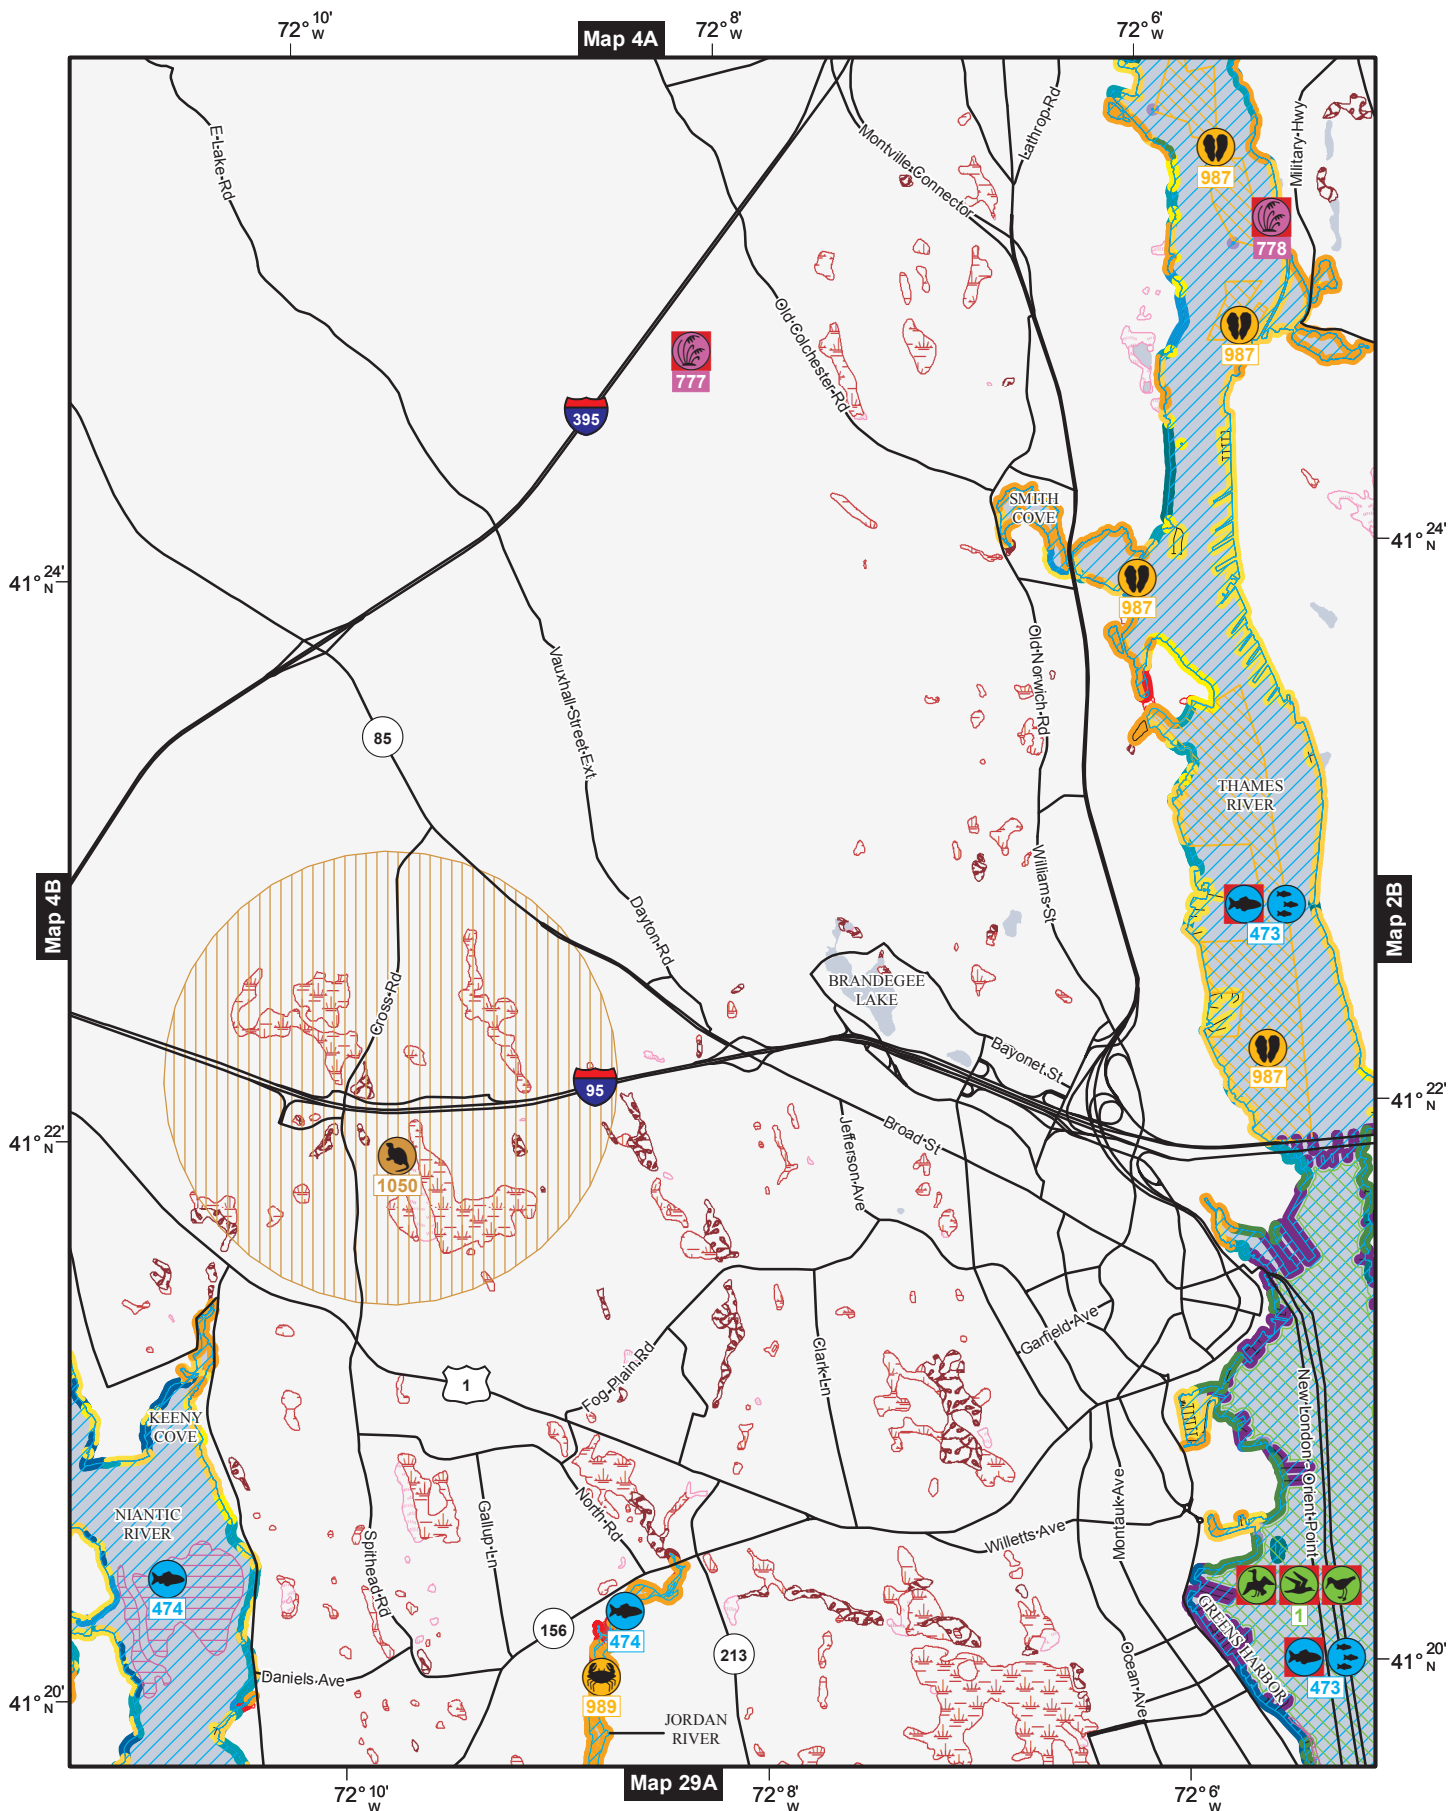 72° 10' W
Map 4A
72° 8' W
72° 6' W
E Lake Rd
Montville Connector
Lathrop Rd
Military Hwy
987
778
Old Colchester Rd
987
777
395
SMITH
COVE
41° 24' N
41° 24' N
987
Old Norwich Rd
Vauxhall Street Ext
85
THAMES
RIVER
Williams St
Map 4B
Map 2B
473
Dayton Rd
Cross Rd
BRANDEGEE
LAKE
Bayonet St
987
95
41° 22' N
41° 22' N
Jefferson Ave
Broad St
1050
Garfield Ave
Clark Ln
Fog Plain Rd
1
New London - Orient Point
KEENY
COVE
NIANTIC
RIVER
Gallup Ln
North Rd
Spithead Rd
Montauk Ave
Willetts Ave
474
474
1
GREENS HARBOR
156
213
Ocean Ave
473
Daniels Ave
989
JORDAN
RIVER
41° 20' N
41° 20' N
72° 10' W
Map 29A
72° 8' W
72° 6' W